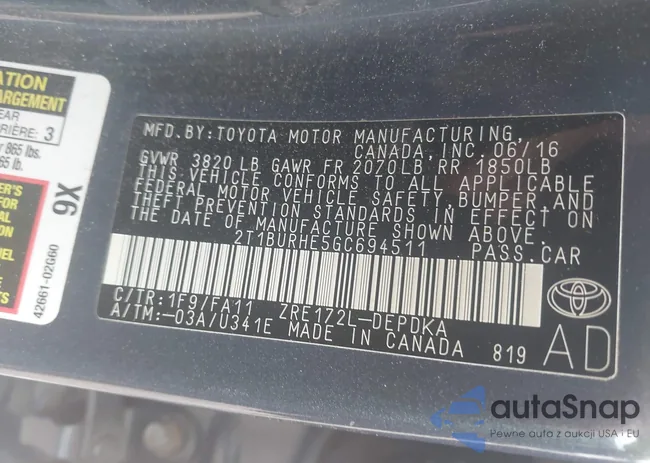 ATION
ARGEMENT
EAR
RRIÈRE: 3
865 lbs.
65 lb.
9X
42661-02G60
MFD. BY: TOYOTA MOTOR MANUFACTURING,
CANADA, INC. 06/16
GVWR 3820 LB GAWR FR 2070LB RR 1850LB
THIS VEHICLE CONFORMS TO ALL APPLICABLE
FEDERAL MOTOR VEHICLE SAFETY, BUMPER, AND
THEFT PREVENTION STANDARDS IN EFFECT ON
THE DATE OF MANUFACTURE SHOWN ABOVE.
2T1BURHE5GC694511 PASS. CAR
C/TR: 1F9/FA11 ZRE172L-DEPDKA
A/TM: -03A/U341E MADE IN CANADA 819
AD
autaSnap
Pewne auta z aukcji USA i EU